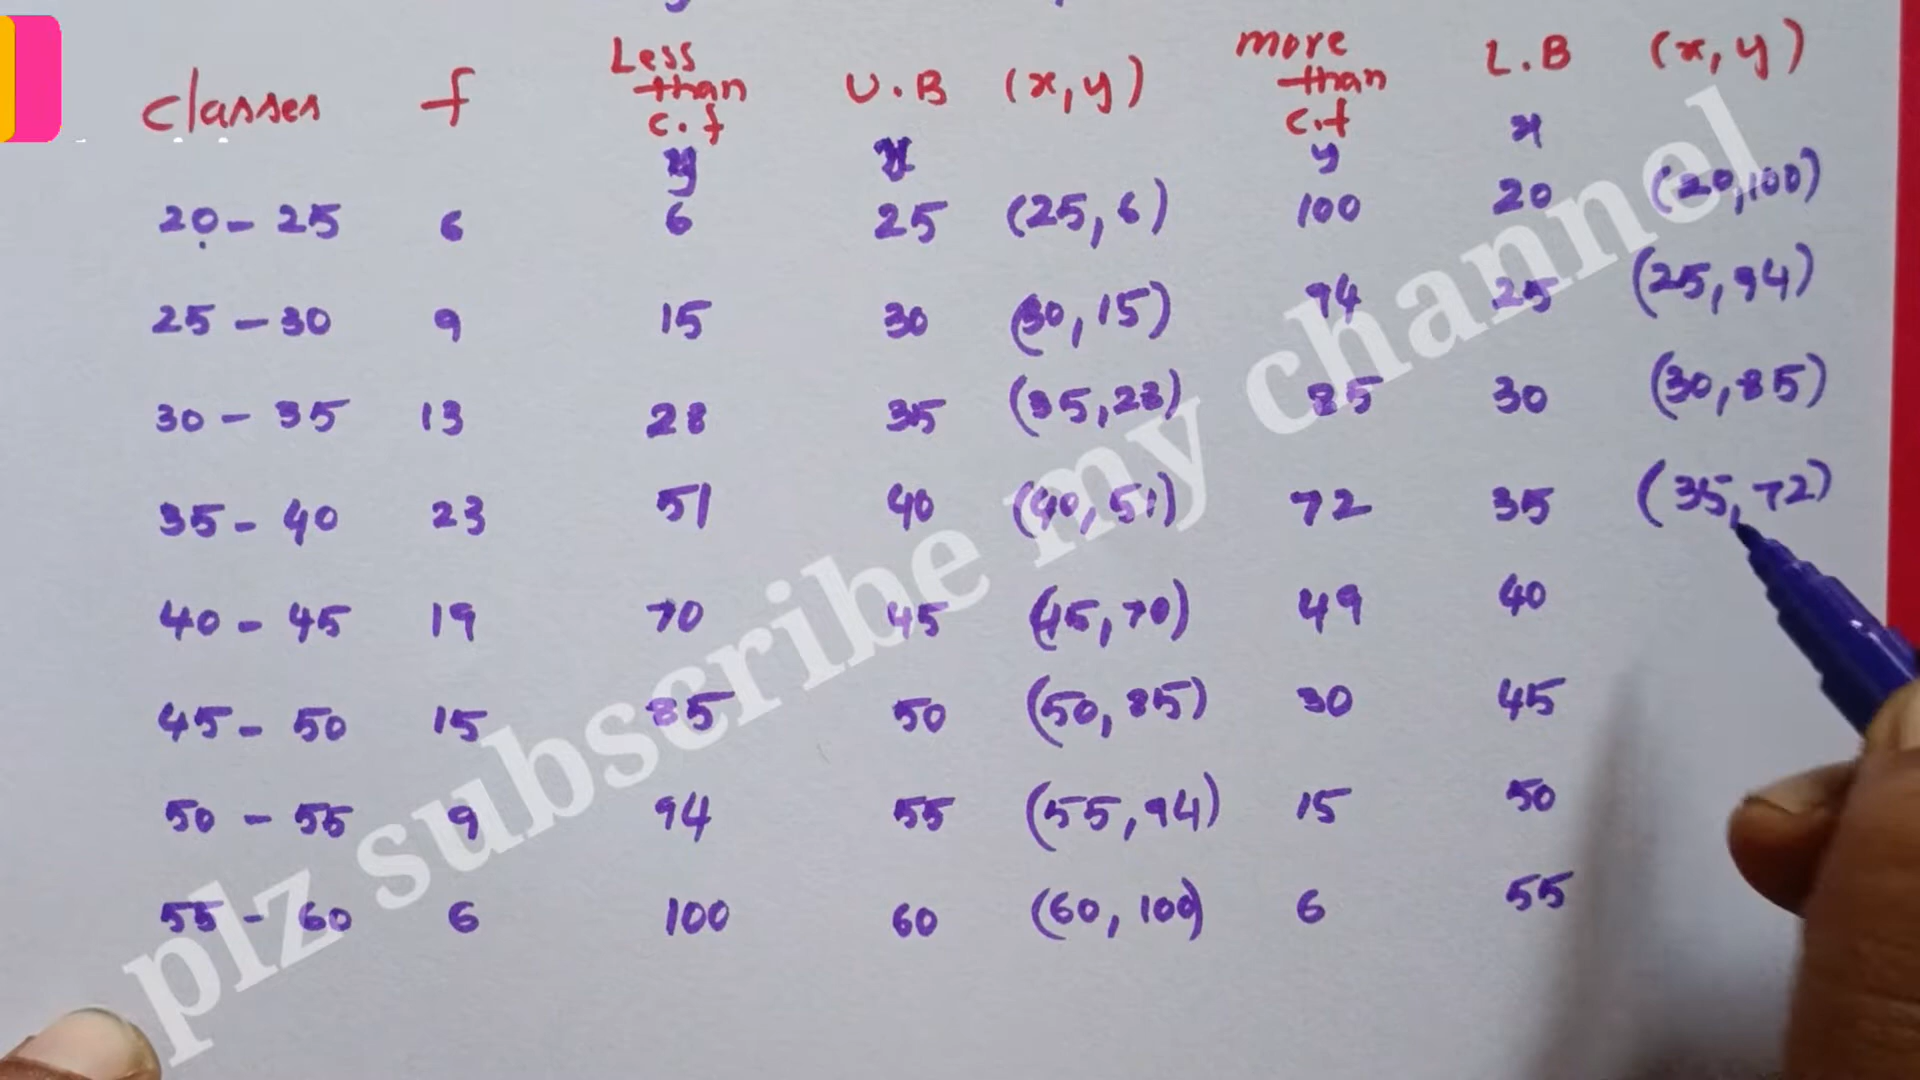 classes f Less than c.f U.B (x,y) more than c.f L.B (x,y)
y x y x
20 - 25 6 6 25 (25,6) 100 20 (20,100)
25 - 30 9 15 30 (30,15) 94 25 (25,94)
30 - 35 13 28 35 (35,28) 85 30 (30,85)
35 - 40 23 51 40 (40,51) 72 35 (35,72)
40 - 45 19 70 45 (45,70) 49 40
45 - 50 15 85 50 (50,85) 30 45
50 - 55 9 94 55 (55,94) 15 50
55 - 60 6 100 60 (60,100) 6 55
plz subscribe my channel